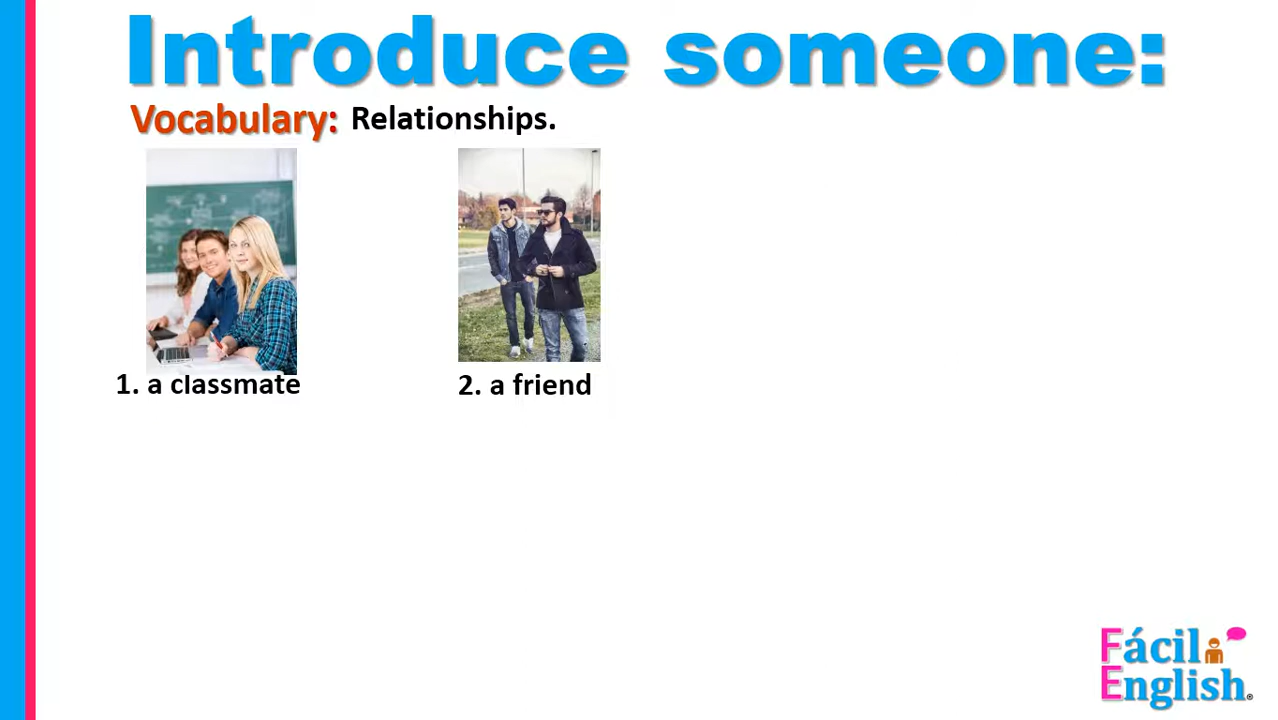 Introduce someone:
Vocabulary: Relationships.
1. a classmate
2. a friend
Fácil
English®